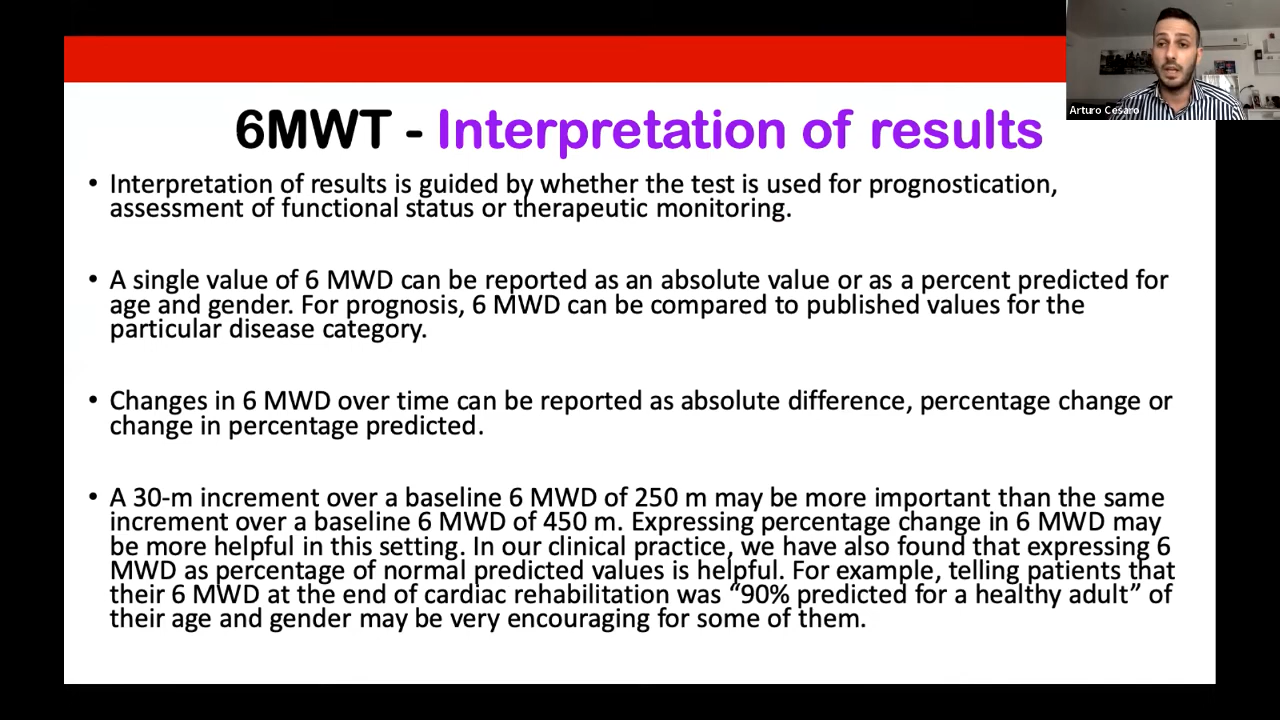 Arturo Cesaro
6MWT - Interpretation of results
• Interpretation of results is guided by whether the test is used for prognostication,
assessment of functional status or therapeutic monitoring.
• A single value of 6 MWD can be reported as an absolute value or as a percent predicted for
age and gender. For prognosis, 6 MWD can be compared to published values for the
particular disease category.
• Changes in 6 MWD over time can be reported as absolute difference, percentage change or
change in percentage predicted.
• A 30-m increment over a baseline 6 MWD of 250 m may be more important than the same
increment over a baseline 6 MWD of 450 m. Expressing percentage change in 6 MWD may
be more helpful in this setting. In our clinical practice, we have also found that expressing 6
MWD as percentage of normal predicted values is helpful. For example, telling patients that
their 6 MWD at the end of cardiac rehabilitation was “90% predicted for a healthy adult” of
their age and gender may be very encouraging for some of them.